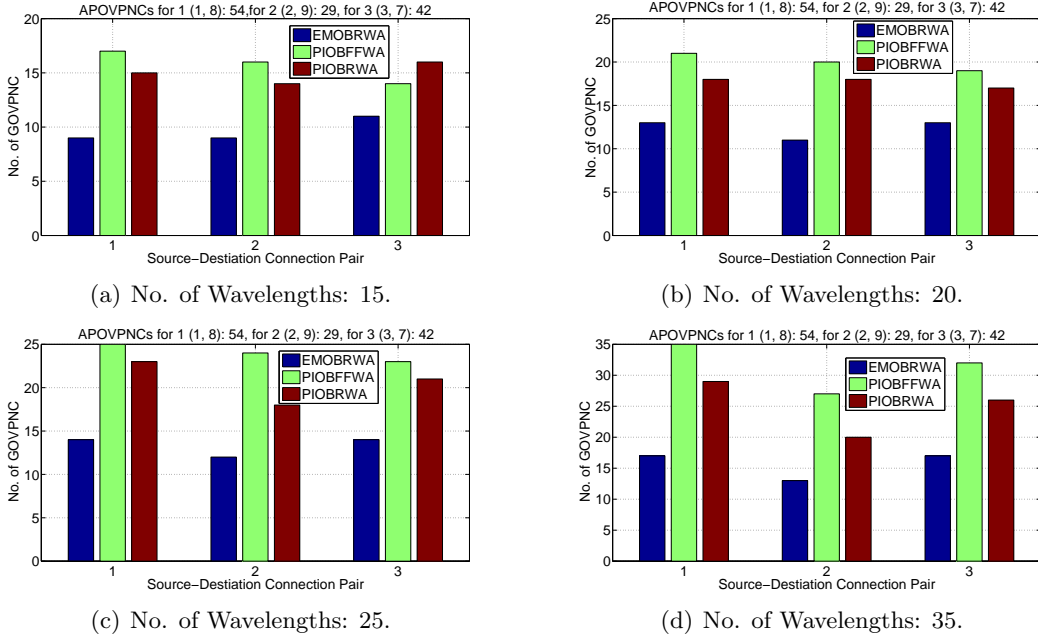 APOVPNCs for 1 (1, 8): 54,for 2 (2, 9): 29, for 3 (3, 7): 42
No. of GOVPNC
20
15
10
5
0
EMOBRWA
PIOBFFWA
PIOBRWA
1 2 3
Source−Destiation Connection Pair
(a) No. of Wavelengths: 15.
APOVPNCs for 1 (1, 8): 54, for 2 (2, 9): 29, for 3 (3, 7): 42
No. of GOVPNC
25
20
15
10
5
0
EMOBRWA
PIOBFFWA
PIOBRWA
1 2 3
Source−Destiation Connection Pair
(b) No. of Wavelengths: 20.
APOVPNCs for 1 (1, 8): 54, for 2 (2, 9): 29, for 3 (3, 7): 42
No. of GOVPNC
25
20
15
10
5
0
EMOBRWA
PIOBFFWA
PIOBRWA
1 2 3
Source−Destiation Connection Pair
(c) No. of Wavelengths: 25.
APOVPNCs for 1 (1, 8): 54, for 2 (2, 9): 29, for 3 (3, 7): 42
No. of GOVPNC
35
30
25
20
15
10
5
0
EMOBRWA
PIOBFFWA
PIOBRWA
1 2 3
Source−Destiation Connection Pair
(d) No. of Wavelengths: 35.